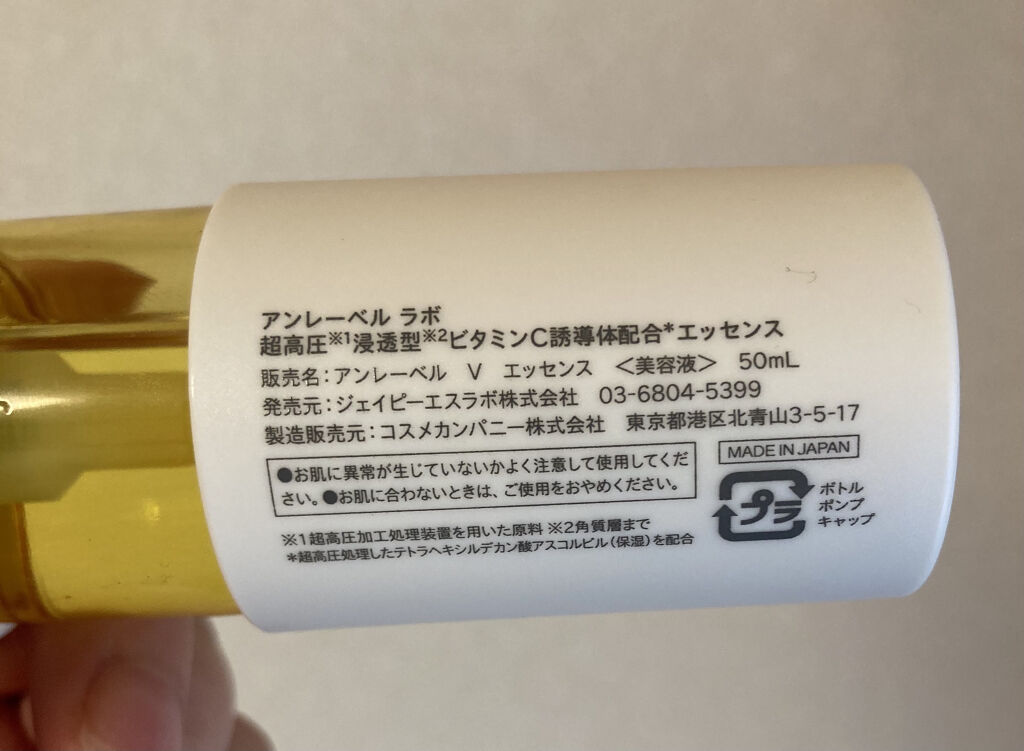 アンレーベル ラボ
超高圧※1浸透型※2ビタミンC誘導体配合*エッセンス
販売名：アンレーベル V エッセンス ＜美容液＞ 50mL
発売元：ジェイピーエスラボ株式会社 03-6804-5399
製造販売元：コスメカンパニー株式会社 東京都港区北青山3-5-17
●お肌に異常が生じていないかよく注意して使用してくだ
さい。●お肌に合わないときは、ご使用をおやめください。
MADE IN JAPAN
プラ
ボトル
ポンプ
キャップ
※1超高圧加工処理装置を用いた原料 ※2角質層まで
*超高圧処理したテトラヘキシルデカン酸アスコルビル（保湿）を配合